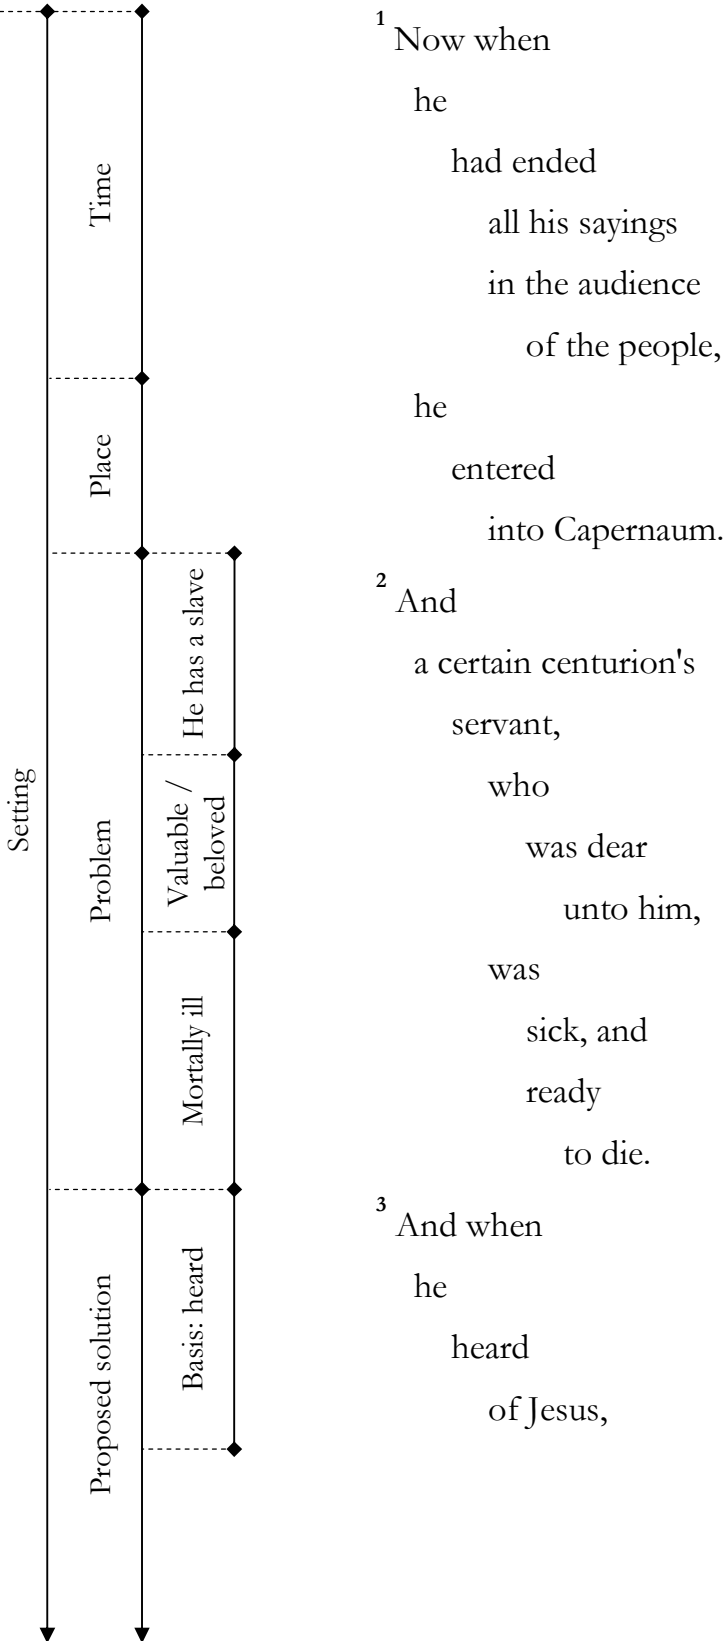 Setting
Time
Place
Problem
Proposed solution
He has a slave
Valuable /
beloved
Mortally ill
Basis: heard
1 Now when
he
had ended
all his sayings
in the audience
of the people,
he
entered
into Capernaum.
2 And
a certain centurion's
servant,
who
was dear
unto him,
was
sick, and
ready
to die.
3 And when
he
heard
of Jesus,